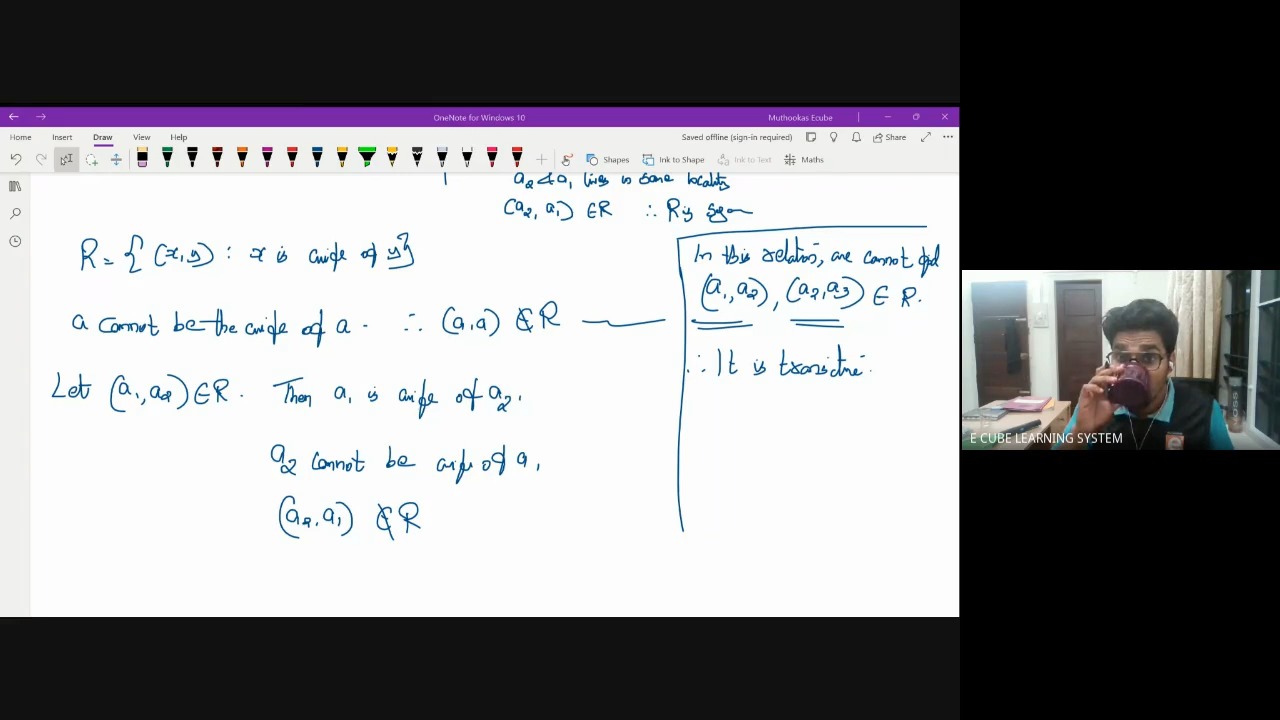 OneNote for Windows 10
Muthookas Ecube
Home Insert Draw View Help
Saved offline (sign-in required) Share
Shapes Ink to Shape Ink to Text Maths
a2 & a1 lives in same locality
(a2, a1) ∈ R ∴ R is sym
R = { (x,y) : x is wife of y}
a cannot be the wife of a. ∴ (a,a) ∉ R
Let (a1, a2) ∈ R. Then a1 is wife of a2.
a2 cannot be wife of a1
(a2, a1) ∉ R
In this relation, we cannot find
(a1, a2), (a2, a3) ∈ R.
∴ It is transitive.
E CUBE LEARNING SYSTEM